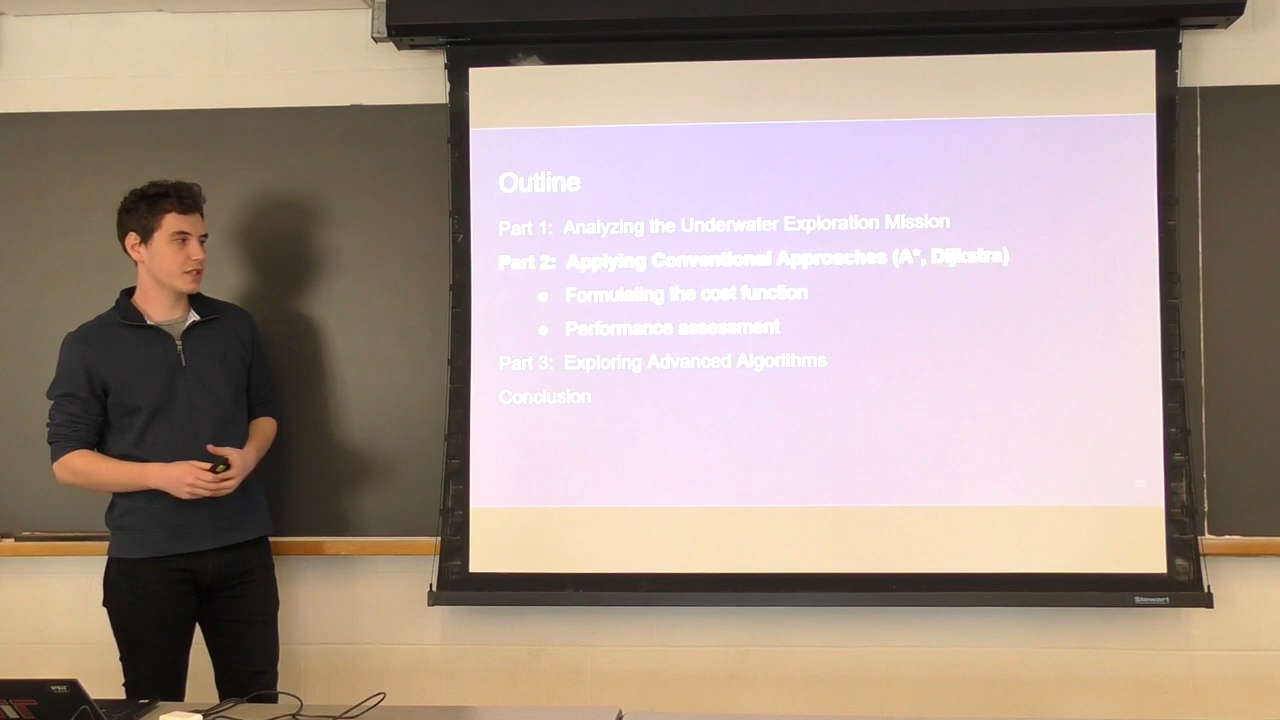 Outline
Part 1: Analyzing the Underwater Exploration Mission
Part 2: Applying Conventional Approaches (A*, Dijkstra)
● Formulating the cost function
● Performance assessment
Part 3: Exploring Advanced Algorithms
Conclusion
Stewart